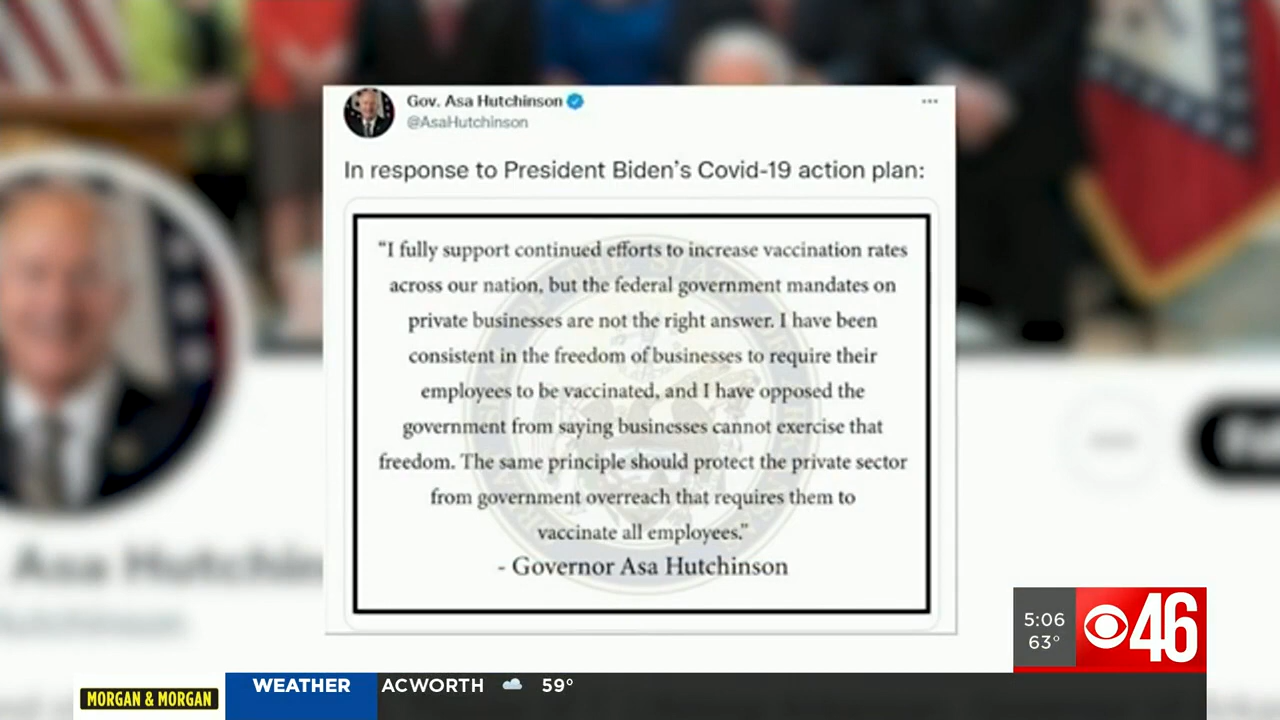 Gov. Asa Hutchinson
@AsaHutchinson
In response to President Biden's Covid-19 action plan:
“I fully support continued efforts to increase vaccination rates
across our nation, but the federal government mandates on
private businesses are not the right answer. I have been
consistent in the freedom of businesses to require their
employees to be vaccinated, and I have opposed the
government from saying businesses cannot exercise that
freedom. The same principle should protect the private sector
from government overreach that requires them to
vaccinate all employees.”
- Governor Asa Hutchinson
Asa Hutchin
5:06
63°
46
MORGAN & MORGAN
WEATHER
ACWORTH 59°